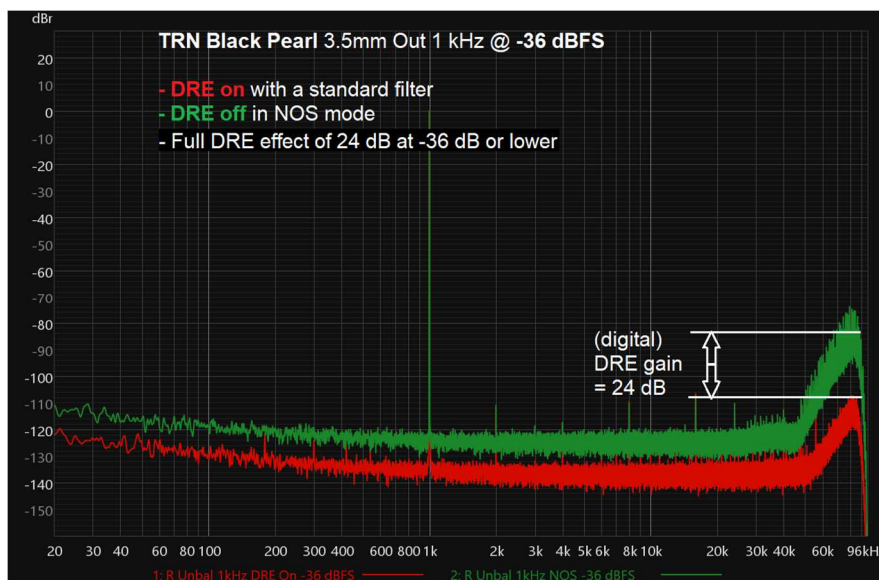 dBr
TRN Black Pearl 3.5mm Out 1 kHz @ -36 dBFS
- DRE on with a standard filter
- DRE off in NOS mode
- Full DRE effect of 24 dB at -36 dB or lower
20
10
0
-10
-20
-30
-40
-50
-60
-70
-80
-90
-100
-110
-120
-130
-140
-150
(digital)
DRE gain
= 24 dB
20 30 40 60 80 100 200 300 400 600 800 1k 2k 3k 4k 5k 6k 8k 10k 20k 30k 40k 60k 96kH
1: R Unbal 1kHz DRE On -36 dBFS 2: R Unbal 1kHz NOS -36 dBFS